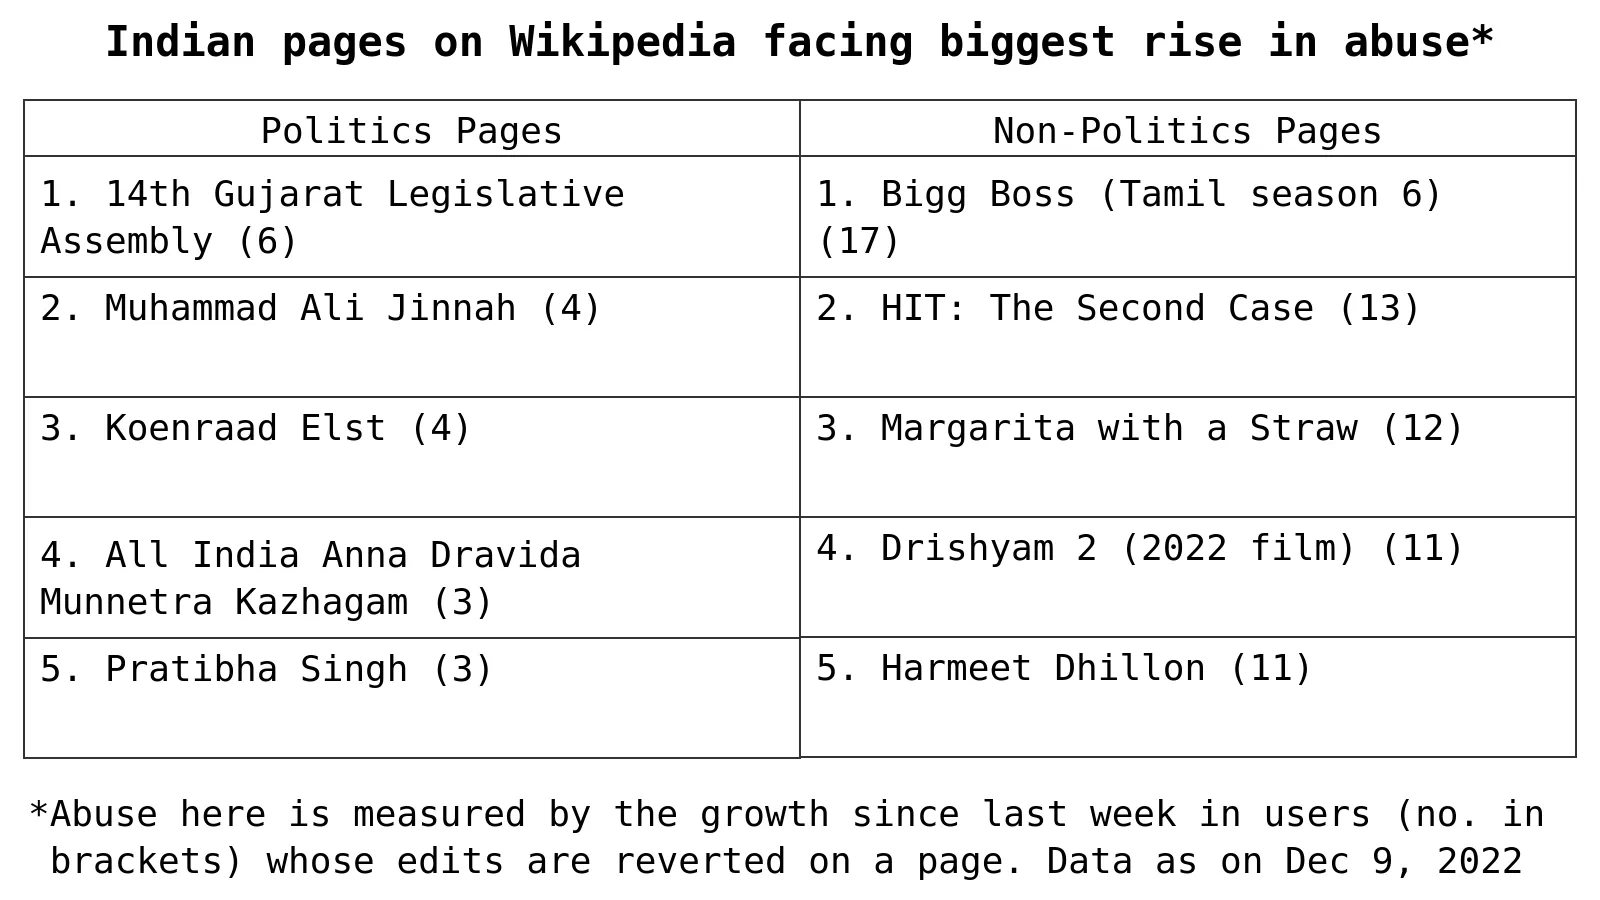 Indian pages on Wikipedia facing biggest rise in abuse*
Politics Pages
Non-Politics Pages
1. 14th Gujarat Legislative
Assembly (6)
1. Bigg Boss (Tamil season 6)
(17)
2. Muhammad Ali Jinnah (4)
2. HIT: The Second Case (13)
3. Koenraad Elst (4)
3. Margarita with a Straw (12)
4. All India Anna Dravida
Munnetra Kazhagam (3)
4. Drishyam 2 (2022 film) (11)
5. Pratibha Singh (3)
5. Harmeet Dhillon (11)
*Abuse here is measured by the growth since last week in users (no. in
brackets) whose edits are reverted on a page. Data as on Dec 9, 2022